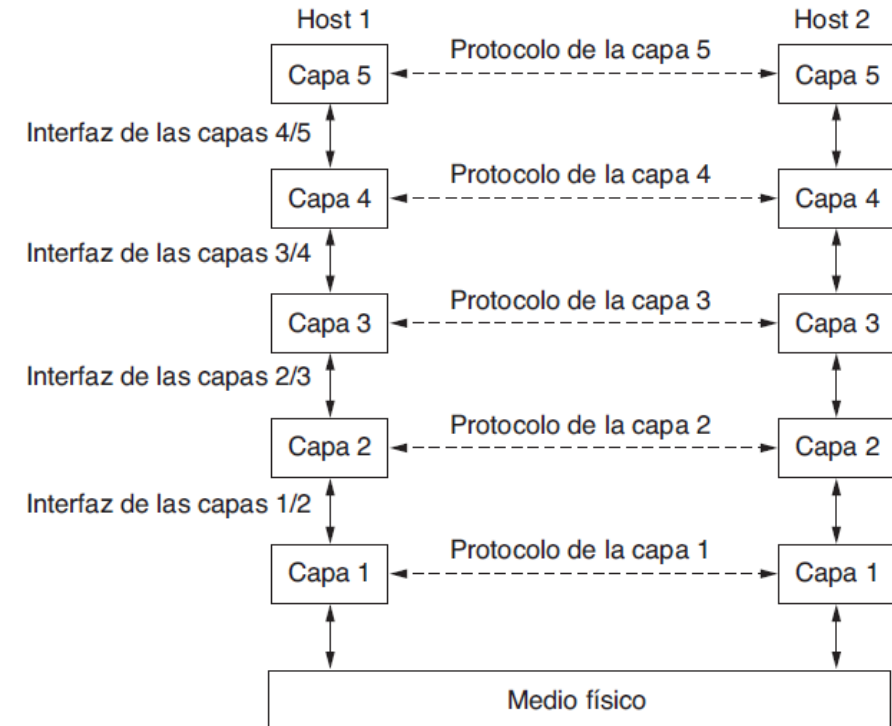 Host 1
Host 2
Capa 5
Protocolo de la capa 5
Capa 5
Interfaz de las capas 4/5
Capa 4
Protocolo de la capa 4
Capa 4
Interfaz de las capas 3/4
Capa 3
Protocolo de la capa 3
Capa 3
Interfaz de las capas 2/3
Capa 2
Protocolo de la capa 2
Capa 2
Interfaz de las capas 1/2
Capa 1
Protocolo de la capa 1
Capa 1
Medio físico